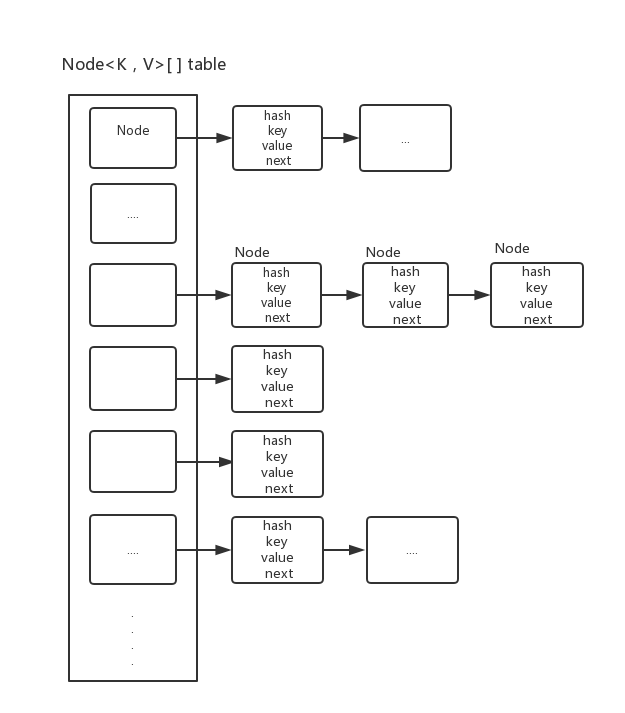 Node<K , V>[ ] table
Node
hash
key
value
next
...
....
Node
hash
key
value
next
Node
hash
key
value
next
Node
hash
key
value
next
hash
key
value
next
hash
key
value
next
....
hash
key
value
next
....
.
.
.
.